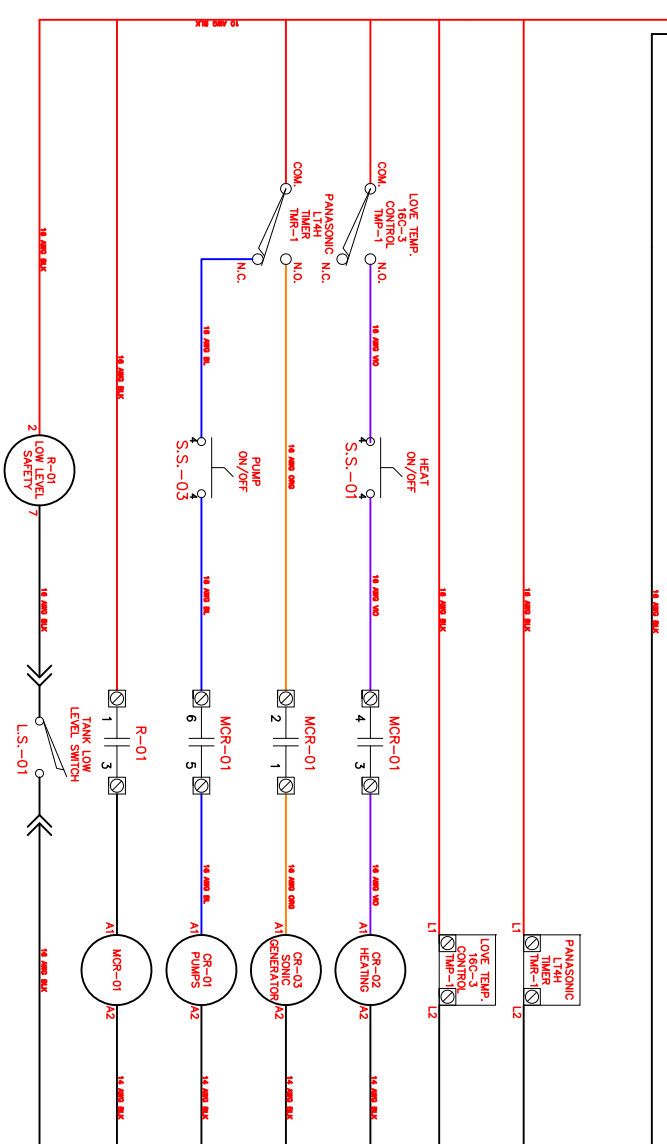 10 AWG BLK
16 AWG BLK
PANASONIC
LT4H
TIMER
TMR-1
L1
L2
16 AWG BLK
LOVE TEMP.
16C-3
CONTROL
TMP-1
L1
L2
16 AWG BLK
LOVE TEMP.
16C-3
CONTROL
TMP-1
COM.
N.O.
N.C.
16 AWG VIO
HEAT
ON/OFF
4
4
S.S.-01
16 AWG VIO
MCR-01
4
3
16 AWG VIO
A1
CR-02
HEATING
A2
14 AWG BLK
PANASONIC
LT4H
TIMER
TMR-1
COM.
N.O.
N.C.
16 AWG ORG
MCR-01
2
1
16 AWG ORG
A1
CR-03
SONIC
GENERATOR
A2
14 AWG BLK
16 AWG BL
PUMP
ON/OFF
4
4
S.S.-03
16 AWG BL
MCR-01
6
5
16 AWG BL
A1
CR-01
PUMPS
A2
14 AWG BLK
16 AWG BLK
R-01
1
3
A1
MCR-01
A2
14 AWG BLK
16 AWG BLK
2
R-01
LOW LEVEL
SAFETY
7
16 AWG BLK
TANK LOW
LEVEL SWITCH
L.S.-01
16 AWG BLK